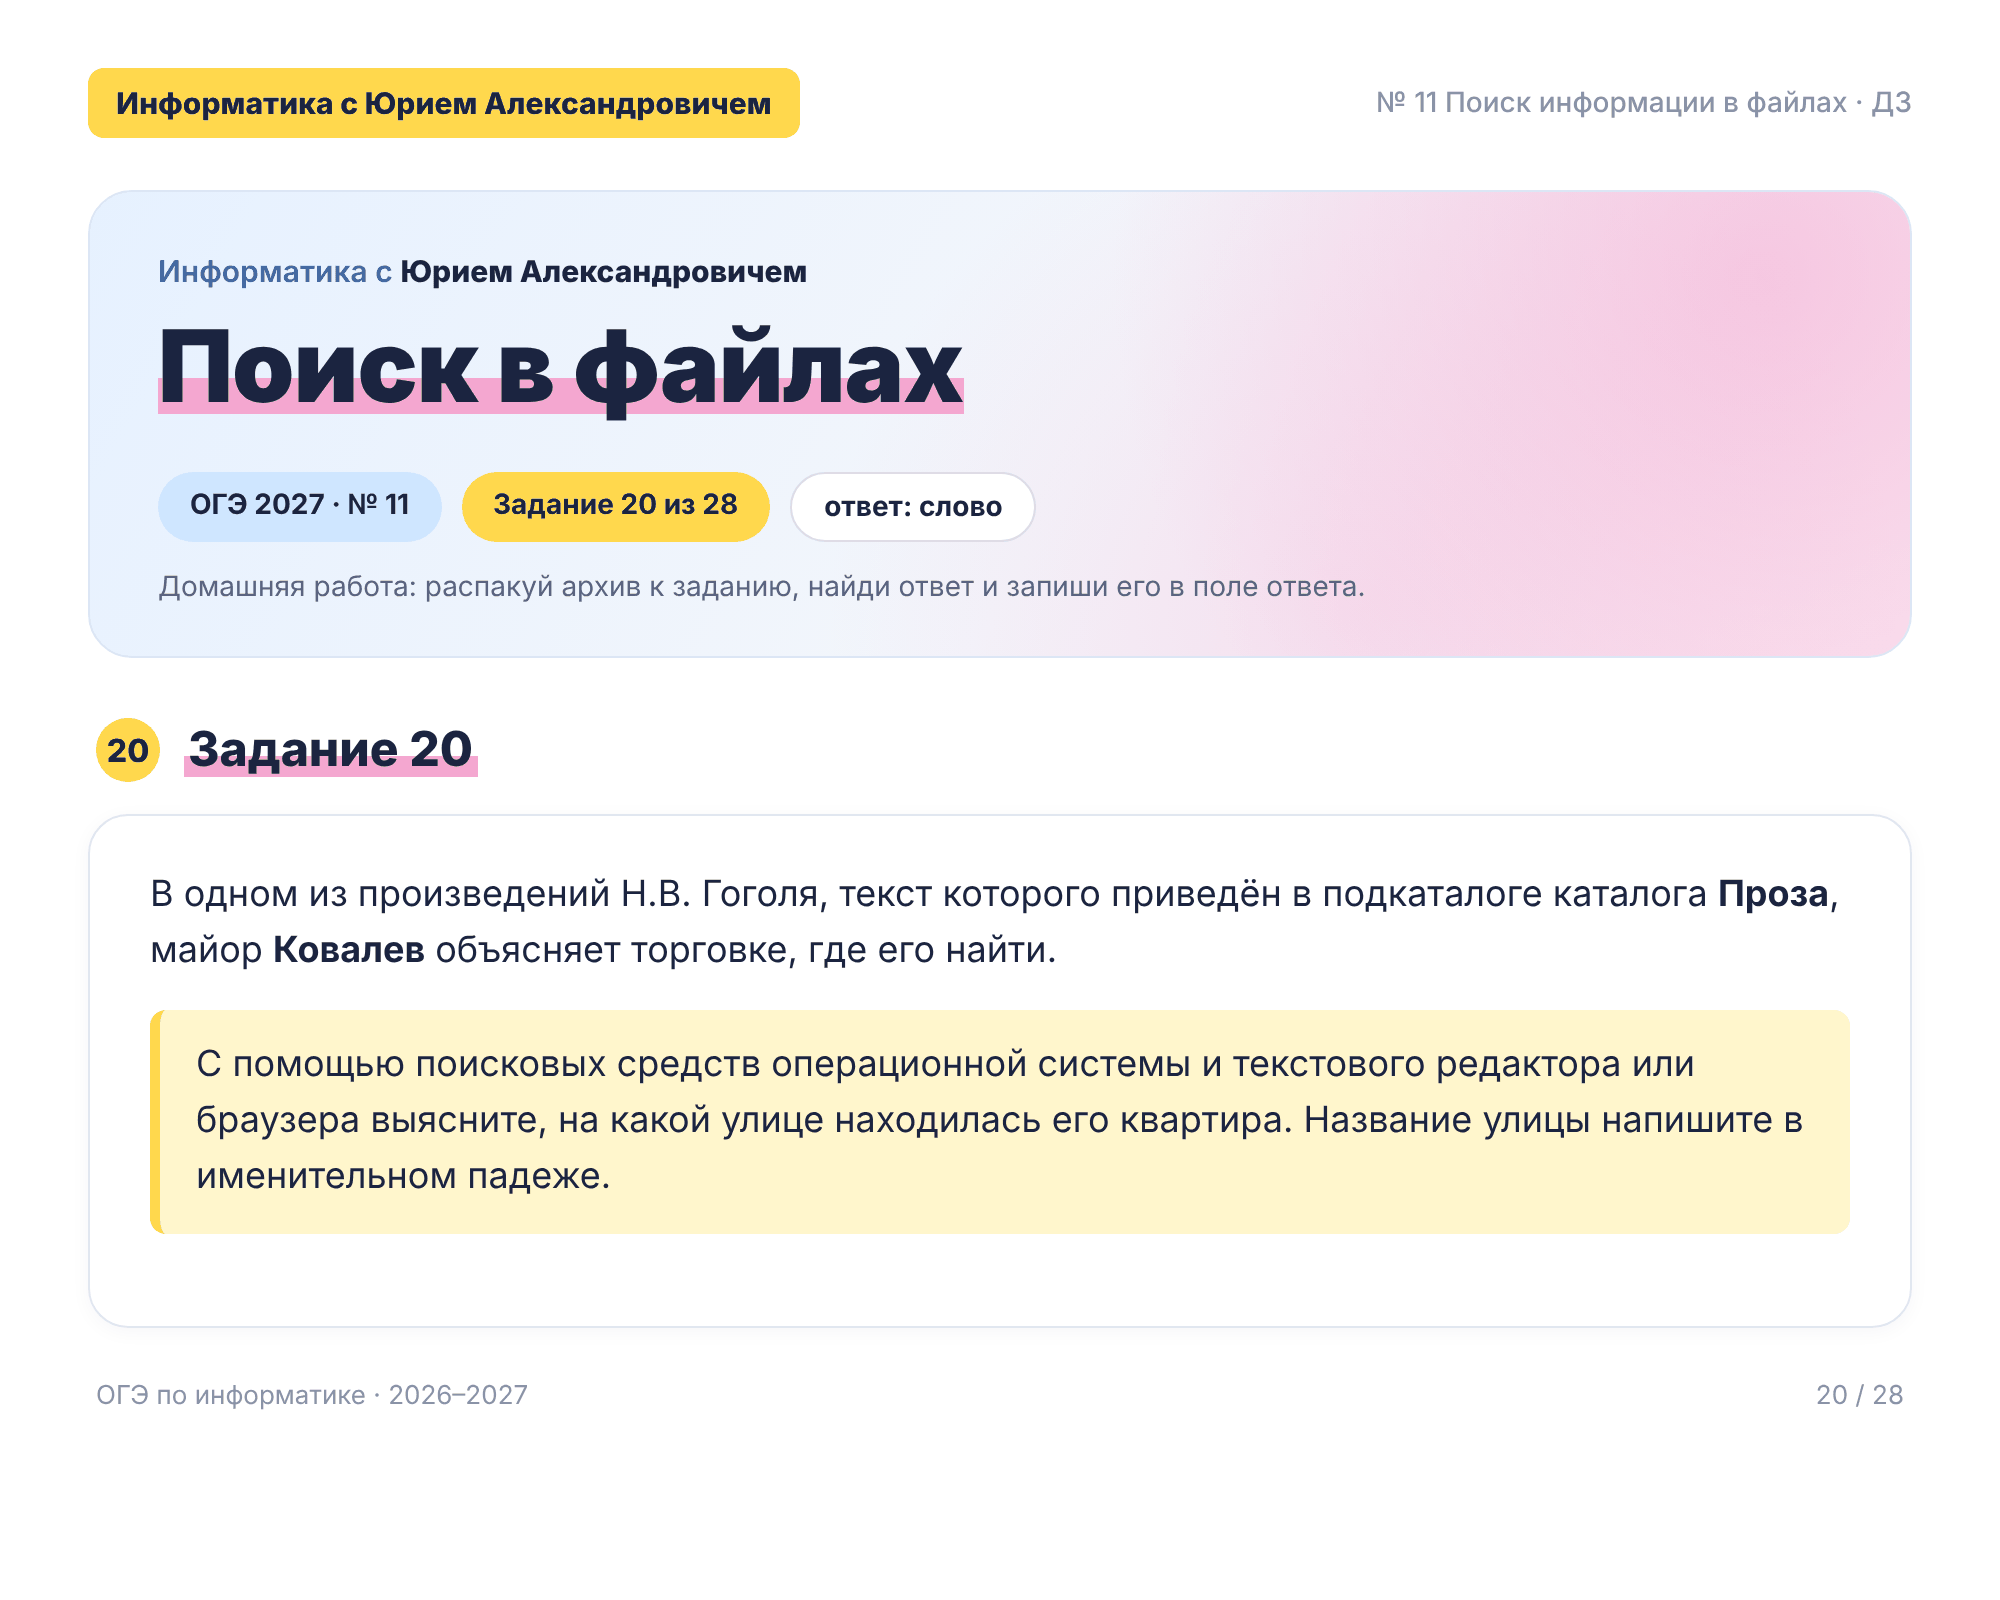 Информатика с Юрием Александровичем
№ 11 Поиск информации в файлах · ДЗ
Информатика с Юрием Александровичем
Поиск в файлах
ОГЭ 2027 · № 11
Задание 20 из 28
ответ: слово
Домашняя работа: распакуй архив к заданию, найди ответ и запиши его в поле ответа.
20
Задание 20
В одном из произведений Н.В. Гоголя, текст которого приведён в подкаталоге каталога Проза,
майор Ковалев объясняет торговке, где его найти.
С помощью поисковых средств операционной системы и текстового редактора или
браузера выясните, на какой улице находилась его квартира. Название улицы напишите в
именительном падеже.
ОГЭ по информатике · 2026–2027
20 / 28